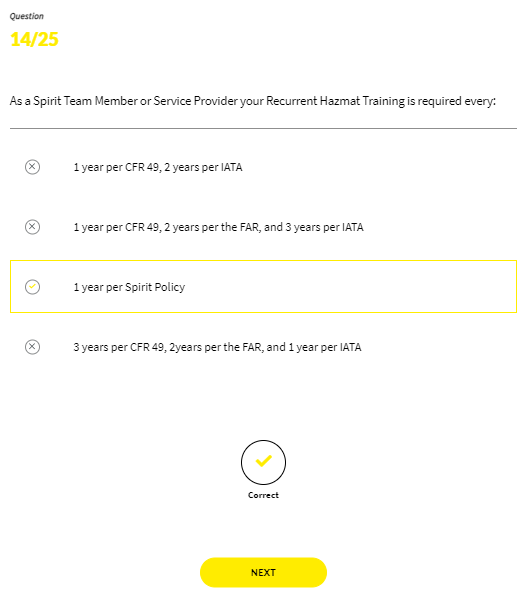 Question
14/25
As a Spirit Team Member or Service Provider your Recurrent Hazmat Training is required every:
1 year per CFR 49, 2 years per IATA
1 year per CFR 49, 2 years per the FAR, and 3 years per IATA
1 year per Spirit Policy
3 years per CFR 49, 2years per the FAR, and 1 year per IATA
Correct
NEXT